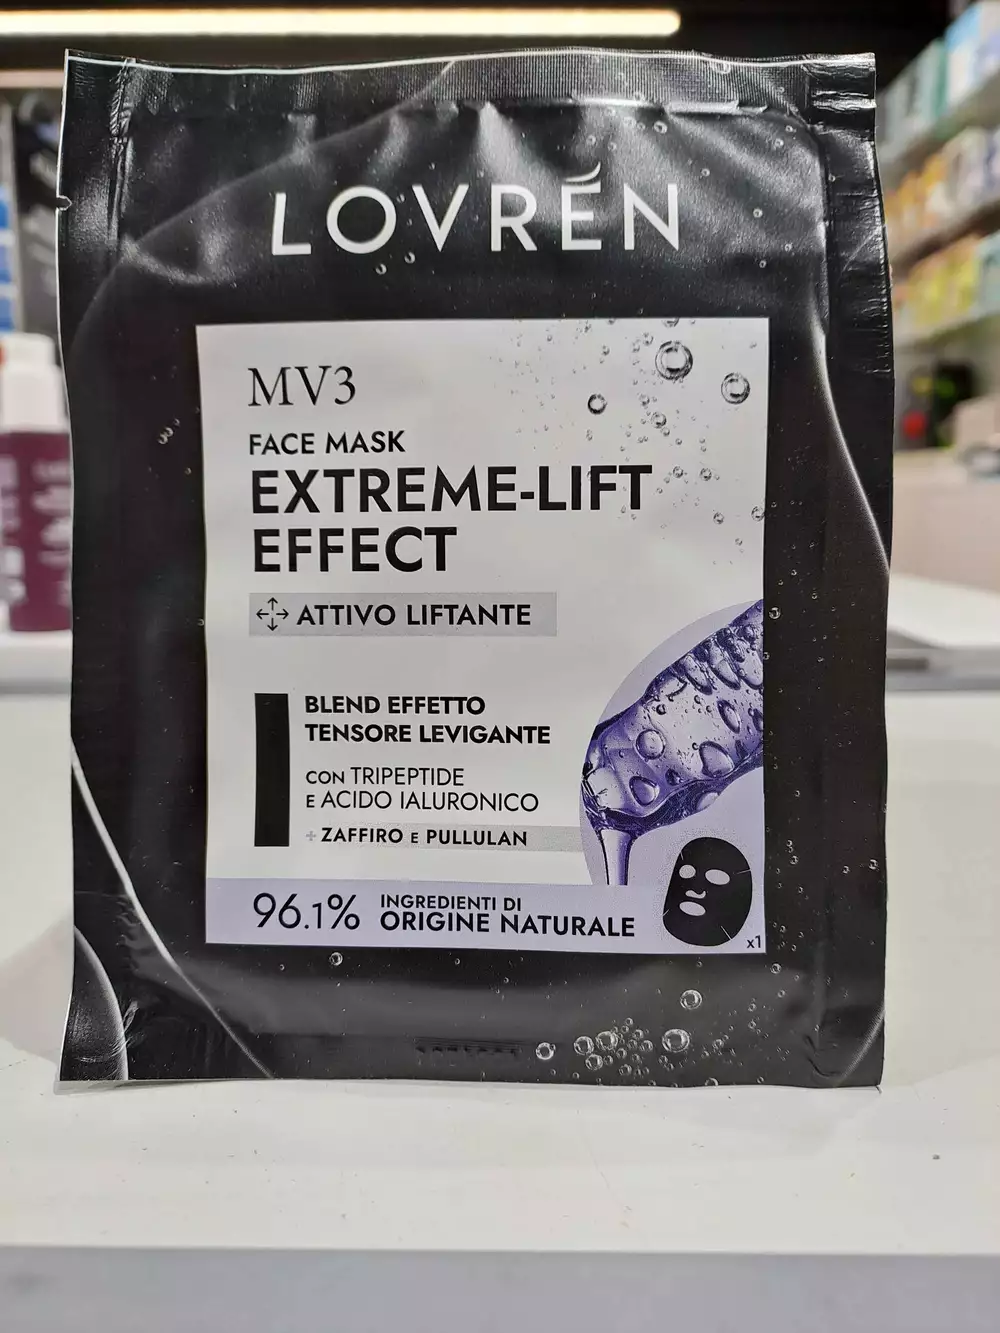 LOVRÉN
MV3
FACE MASK
EXTREME-LIFT
EFFECT
ATTIVO LIFTANTE
BLEND EFFETTO
TENSORE LEVIGANTE
CON TRIPEPTIDE
E ACIDO IALURONICO
+ ZAFFIRO E PULLULAN
96.1% INGREDIENTI DI
ORIGINE NATURALE
x1